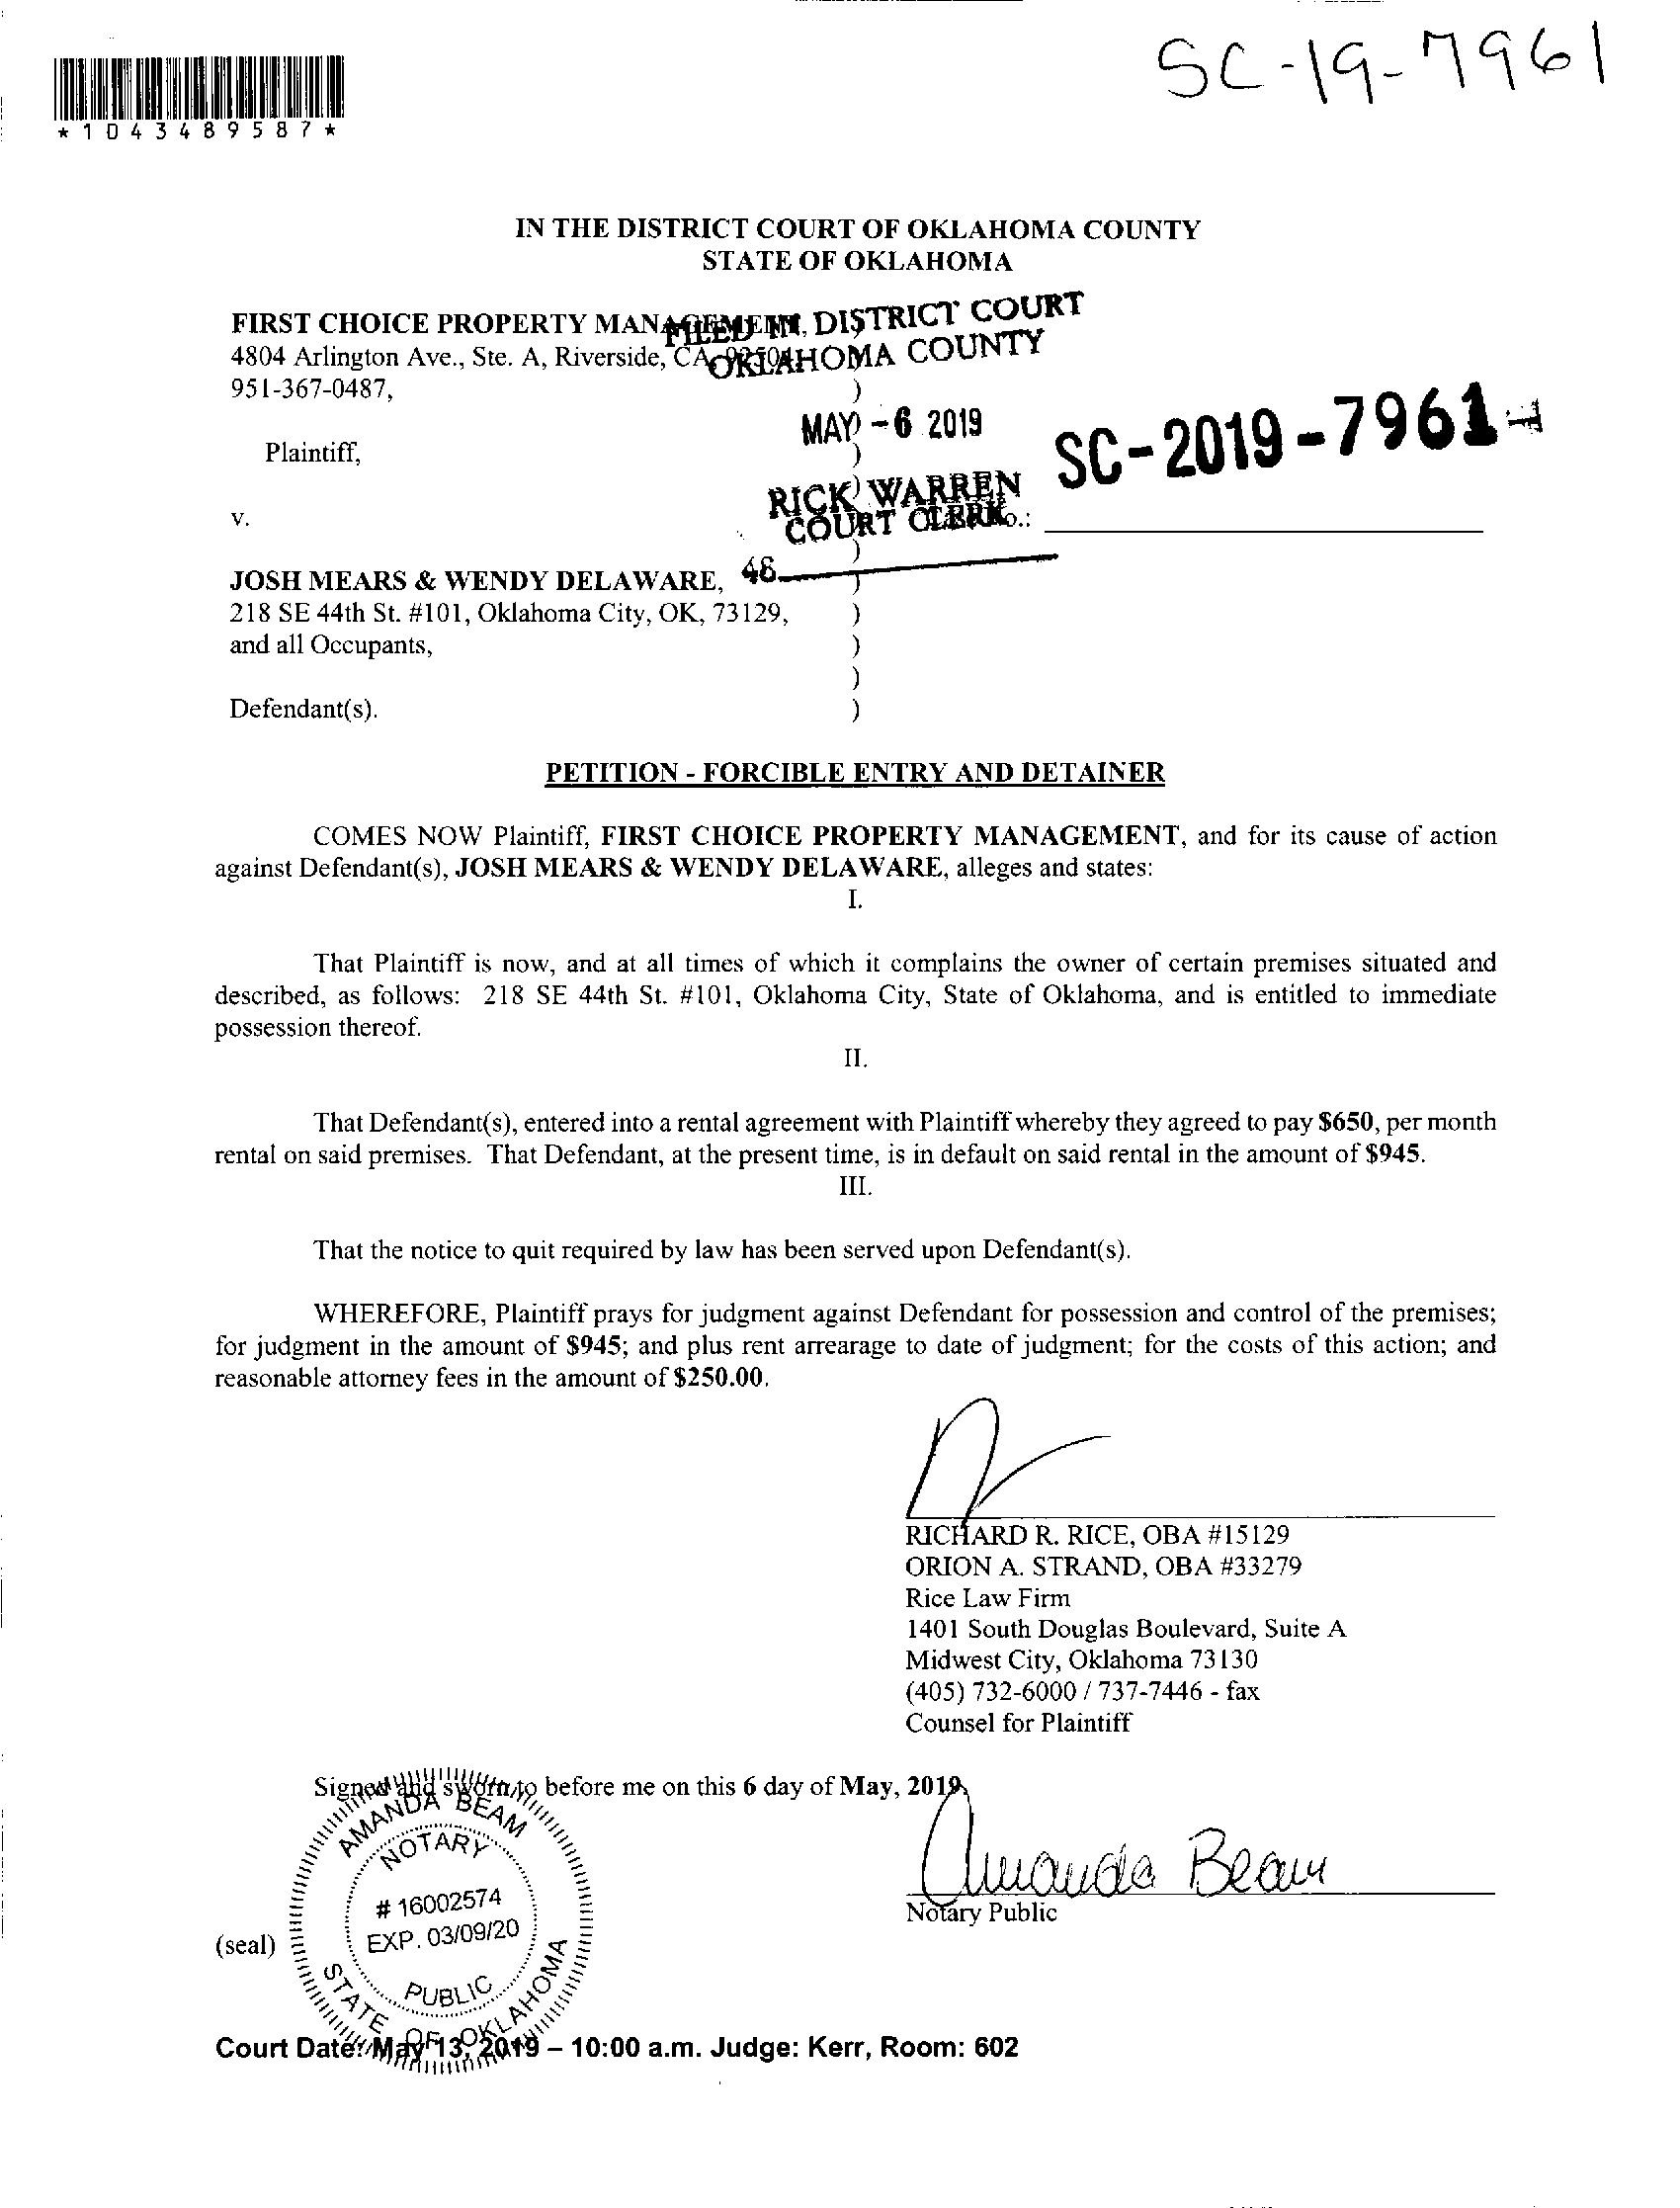 SC-19-7961
*1043489587*
IN THE DISTRICT COURT OF OKLAHOMA COUNTY
STATE OF OKLAHOMA
FIRST CHOICE PROPERTY MANAGEMENT,
4804 Arlington Ave., Ste. A, Riverside, CA
951-367-0487,
Plaintiff,
v.
FILED IN DISTRICT COURT
OKLAHOMA COUNTY
MAY -6 2019
RICK WARREN
COURT CLERK
SC-2019-7961
No.:
JOSH MEARS & WENDY DELAWARE,
218 SE 44th St. #101, Oklahoma City, OK, 73129,
and all Occupants,
Defendant(s).
)
)
)
)
)
)
)
)
PETITION - FORCIBLE ENTRY AND DETAINER
COMES NOW Plaintiff, FIRST CHOICE PROPERTY MANAGEMENT, and for its cause of action
against Defendant(s), JOSH MEARS & WENDY DELAWARE, alleges and states:
I.
That Plaintiff is now, and at all times of which it complains the owner of certain premises situated and
described, as follows: 218 SE 44th St. #101, Oklahoma City, State of Oklahoma, and is entitled to immediate
possession thereof.
II.
That Defendant(s), entered into a rental agreement with Plaintiff whereby they agreed to pay $650, per month
rental on said premises. That Defendant, at the present time, is in default on said rental in the amount of $945.
III.
That the notice to quit required by law has been served upon Defendant(s).
WHEREFORE, Plaintiff prays for judgment against Defendant for possession and control of the premises;
for judgment in the amount of $945; and plus rent arrearage to date of judgment; for the costs of this action; and
reasonable attorney fees in the amount of $250.00.
RICHARD R. RICE, OBA #15129
ORION A. STRAND, OBA #33279
Rice Law Firm
1401 South Douglas Boulevard, Suite A
Midwest City, Oklahoma 73130
(405) 732-6000 / 737-7446 - fax
Counsel for Plaintiff
Signed and sworn to before me on this 6 day of May, 2019.
Amanda Beam
Notary Public
(seal)
AMANDA BEAM
NOTARY
# 16002574
EXP. 03/09/20
PUBLIC
STATE OF OKLAHOMA
Court Date: May 13, 2019 – 10:00 a.m. Judge: Kerr, Room: 602